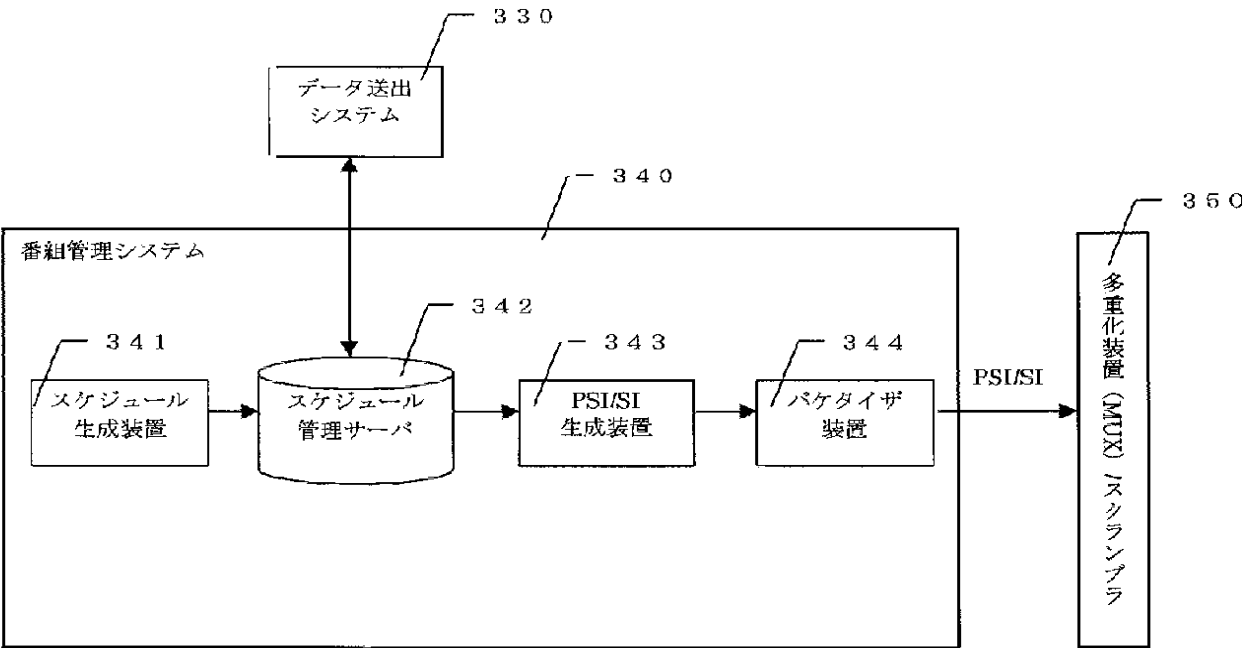 ３３０
データ送出
システム
３４０
３５０
番組管理システム
３４２
３４１
３４３
３４４
スケジュール
生成装置
スケジュール
管理サーバ
PSI/SI
生成装置
パケタイザ
装置
PSI/SI
多重化装置（MUX）/スクランブラ